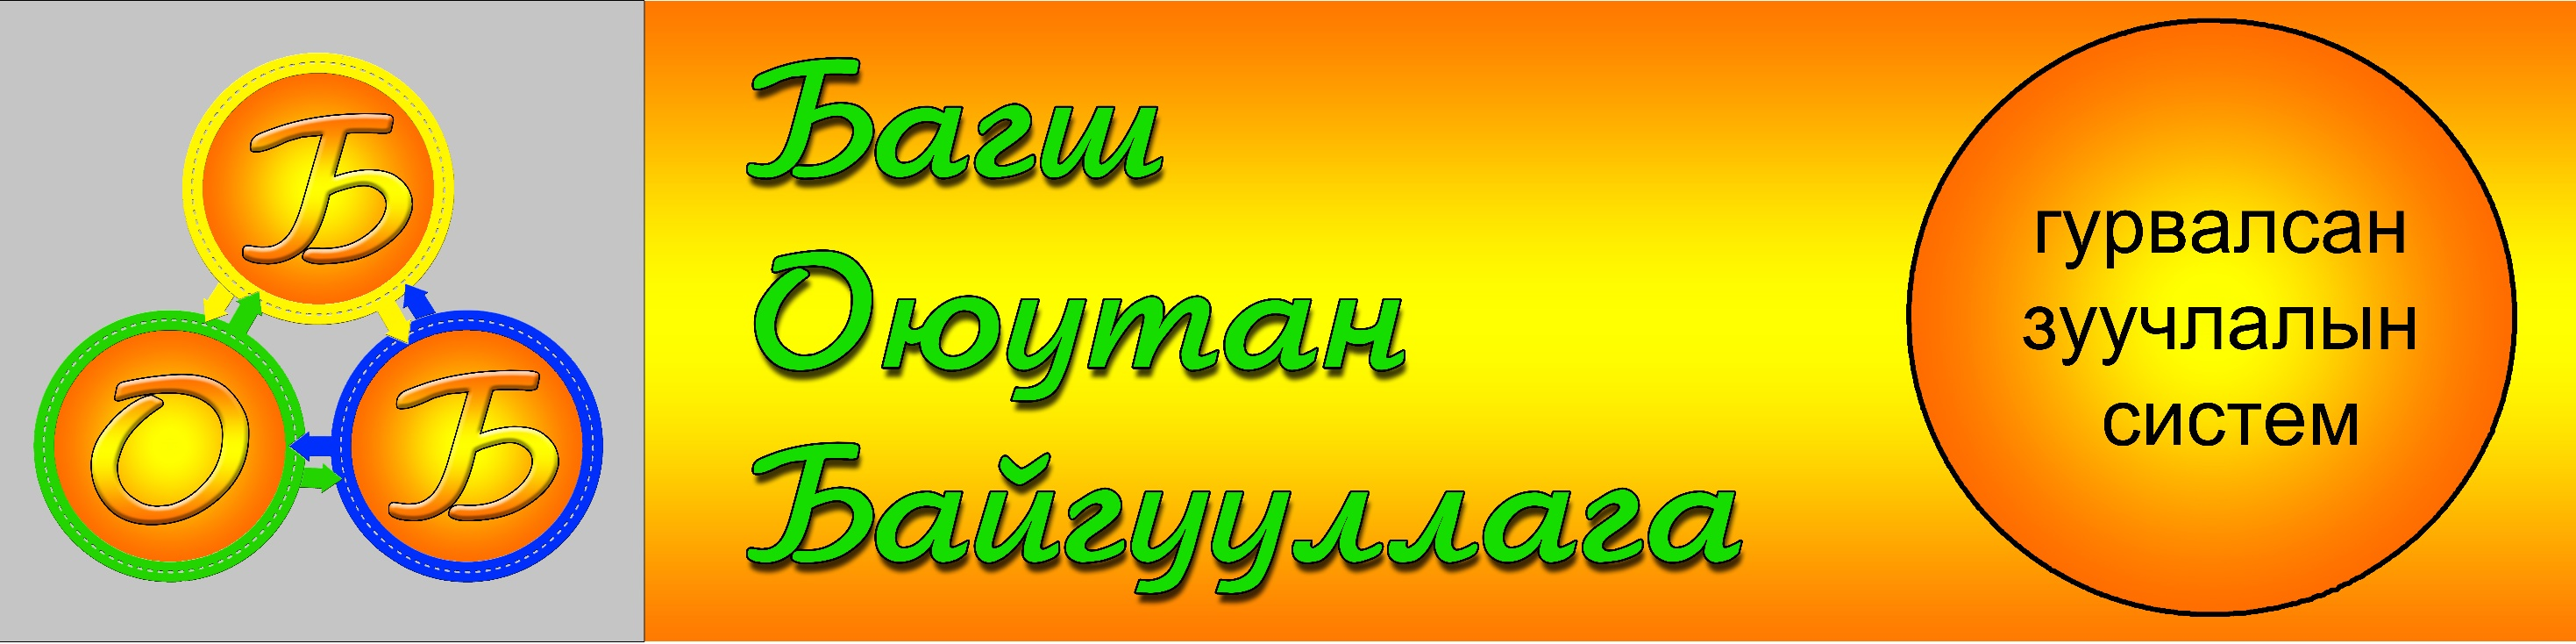 Б
О Б
Багш
Оюутан
Байгууллага
гурвалсан
зуучлалын
систем